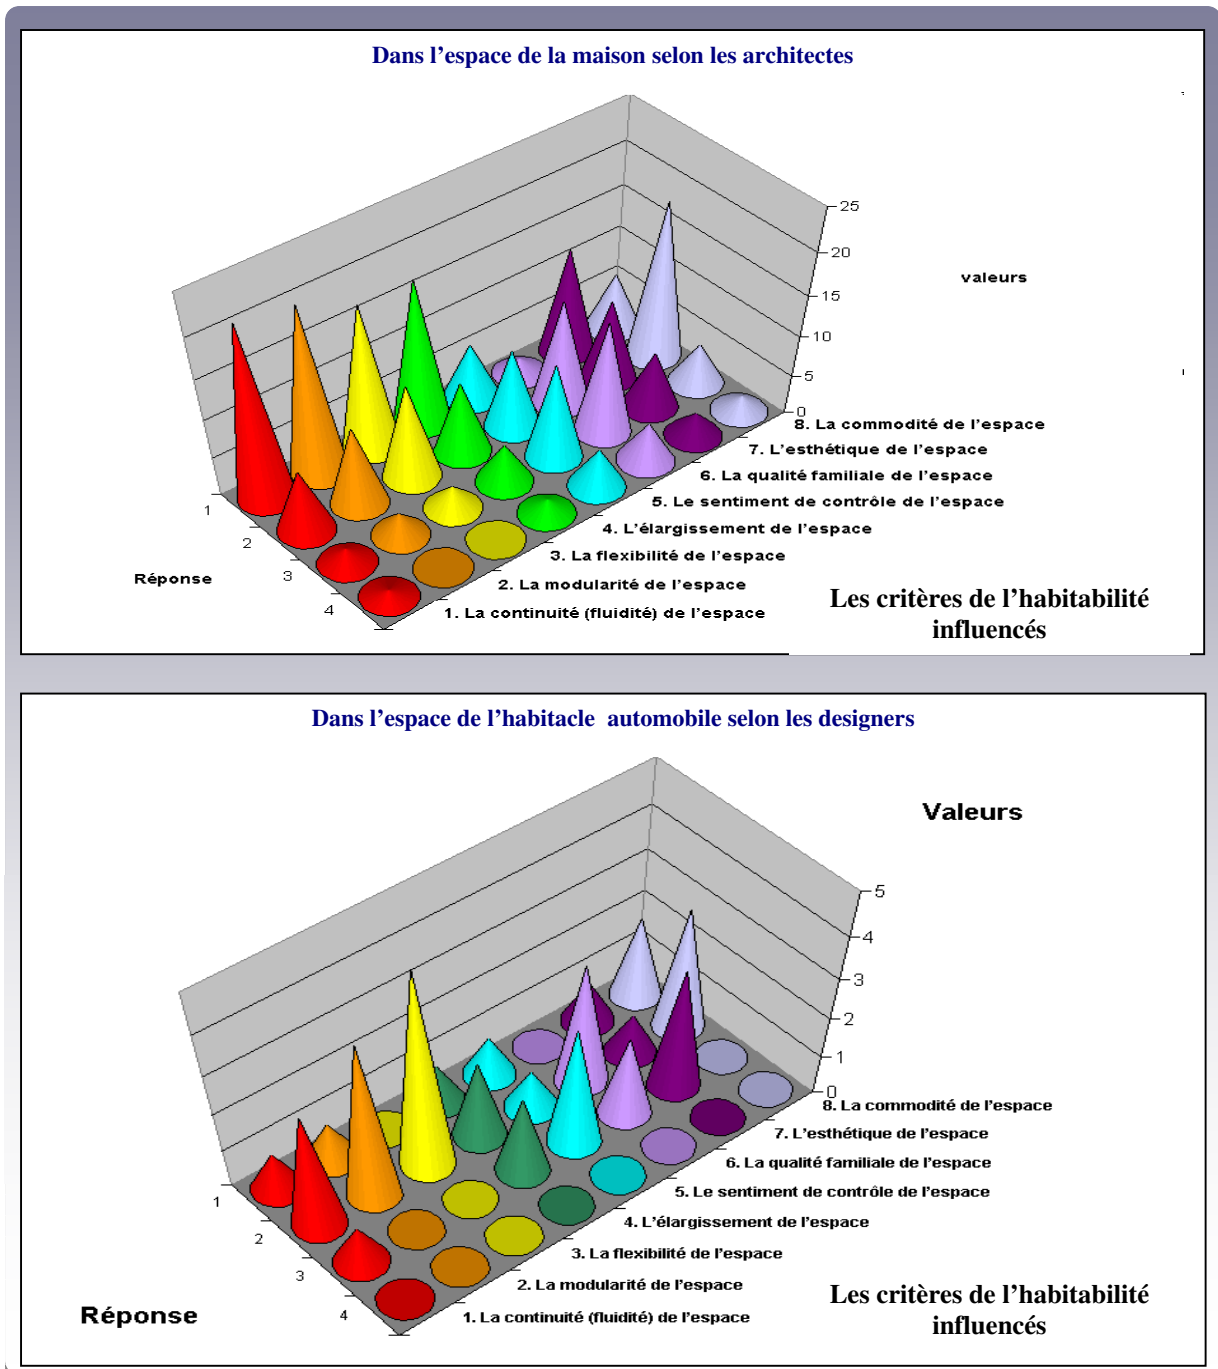 Dans l'espace de la maison selon les architectes
25
20
valeurs
15
10
5
0
8. La commodité de l'espace
7. L'esthétique de l'espace
6. La qualité familiale de l'espace
5. Le sentiment de contrôle de l'espace
4. L'élargissement de l'espace
3. La flexibilité de l'espace
2. La modularité de l'espace
1. La continuité (fluidité) de l'espace
1
2
3
4
Réponse
Les critères de l'habitabilité
influencés
Dans l'espace de l'habitacle automobile selon les designers
Valeurs
5
4
3
2
1
0
8. La commodité de l'espace
7. L'esthétique de l'espace
6. La qualité familiale de l'espace
5. Le sentiment de contrôle de l'espace
4. L'élargissement de l'espace
3. La flexibilité de l'espace
2. La modularité de l'espace
1. La continuité (fluidité) de l'espace
1
2
3
4
Réponse
Les critères de l'habitabilité
influencés